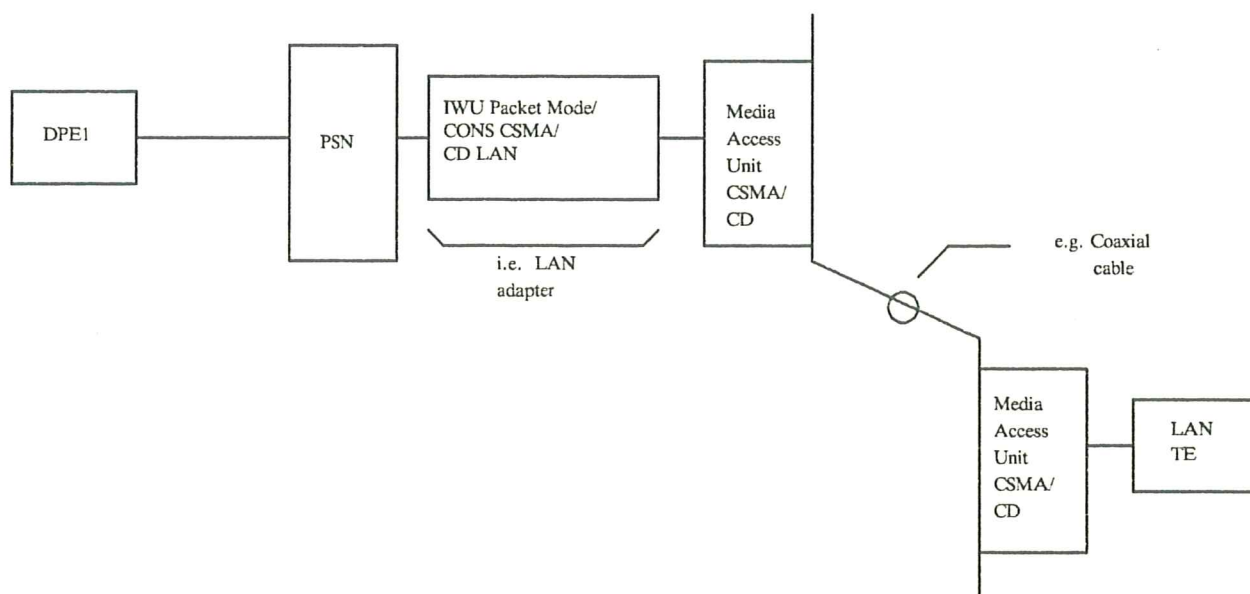 DPE1
PSN
IWU Packet Mode/
CONS CSMA/
CD LAN
i.e. LAN
adapter
Media
Access
Unit
CSMA/
CD
e.g. Coaxial
cable
Media
Access
Unit
CSMA/
CD
LAN
TE